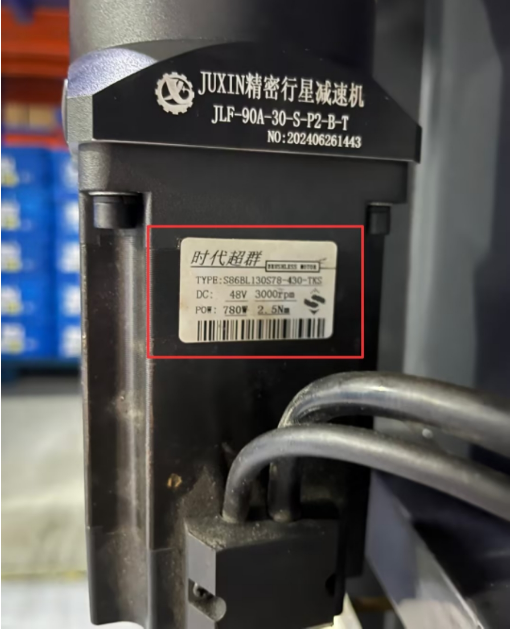 JUXIN精密行星减速机
JLF-90A-30-S-P2-B-T
NO:202406261443
时代超群 BRUSHLESS MOTOR
TYPE:S86BL130S78-430-TKS
DC: 48V 3000rpm
POW: 780W 2.5Nm